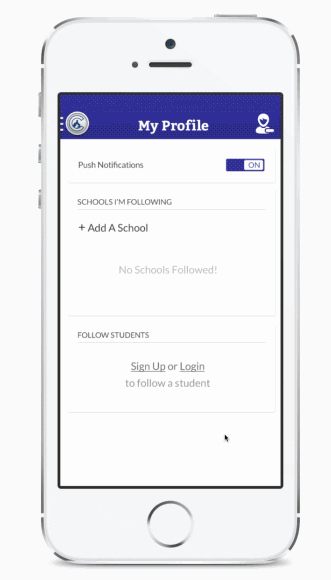 My Profile
Push Notifications
ON
SCHOOLS I'M FOLLOWING
+ Add A School
No Schools Followed!
FOLLOW STUDENTS
Sign Up or Login
to follow a student